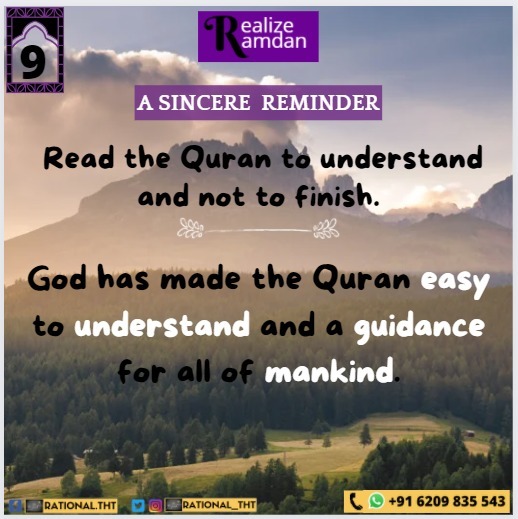 9
Realize
Ramdan
A SINCERE REMINDER
Read the Quran to understand
and not to finish.
God has made the Quran easy
to understand and a guidance
for all of mankind.
RATIONAL.THT RATIONAL_THT +91 6209 835 543